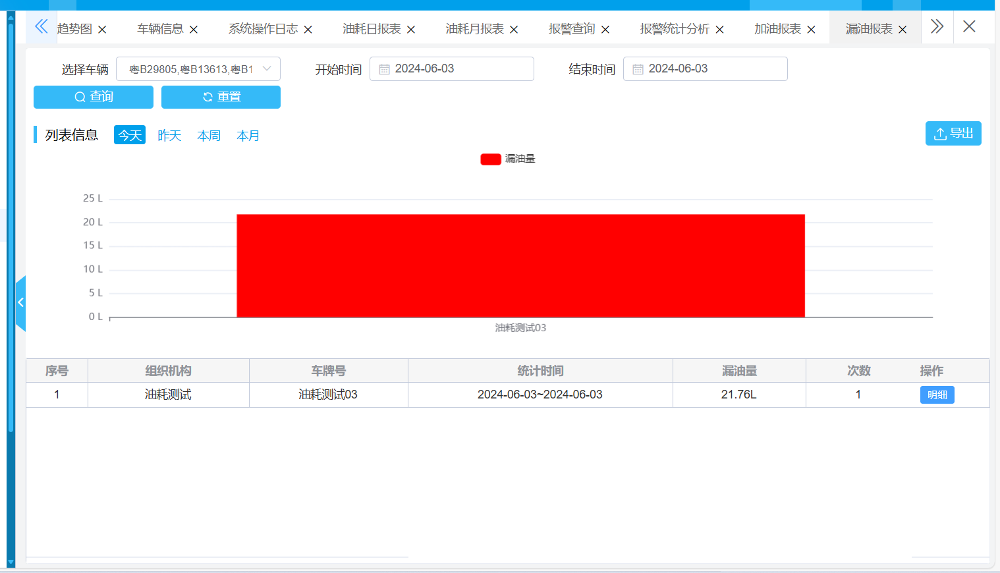 趋势图 车辆信息 系统操作日志 油耗日报表 油耗月报表 报警查询 报警统计分析 加油报表 漏油报表
选择车辆 粤B29805,粤B13613,粤B1 开始时间 2024-06-03 结束时间 2024-06-03
查询 重置
列表信息 今天 昨天 本周 本月 导出
漏油量
25 L
20 L
15 L
10 L
5 L
0 L
油耗测试03
序号 组织机构 车牌号 统计时间 漏油量 次数 操作
1 油耗测试 油耗测试03 2024-06-03~2024-06-03 21.76L 1 明细